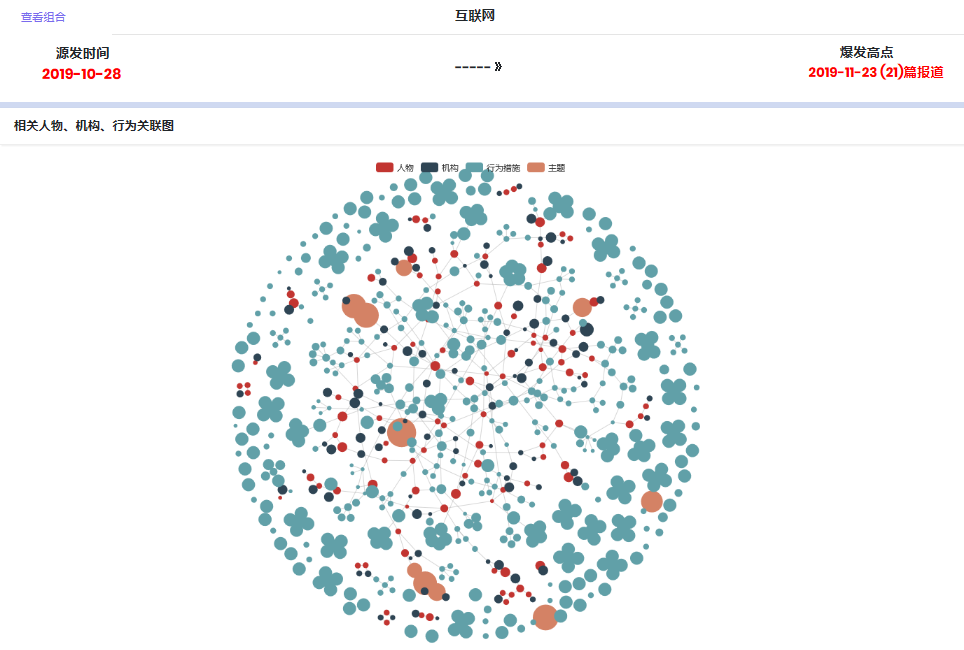 查看组合
互联网
源发时间
2019-10-28
-----》
爆发高点
2019-11-23 (21)篇报道
相关人物、机构、行为关联图
人物 机构 行为措施 主题